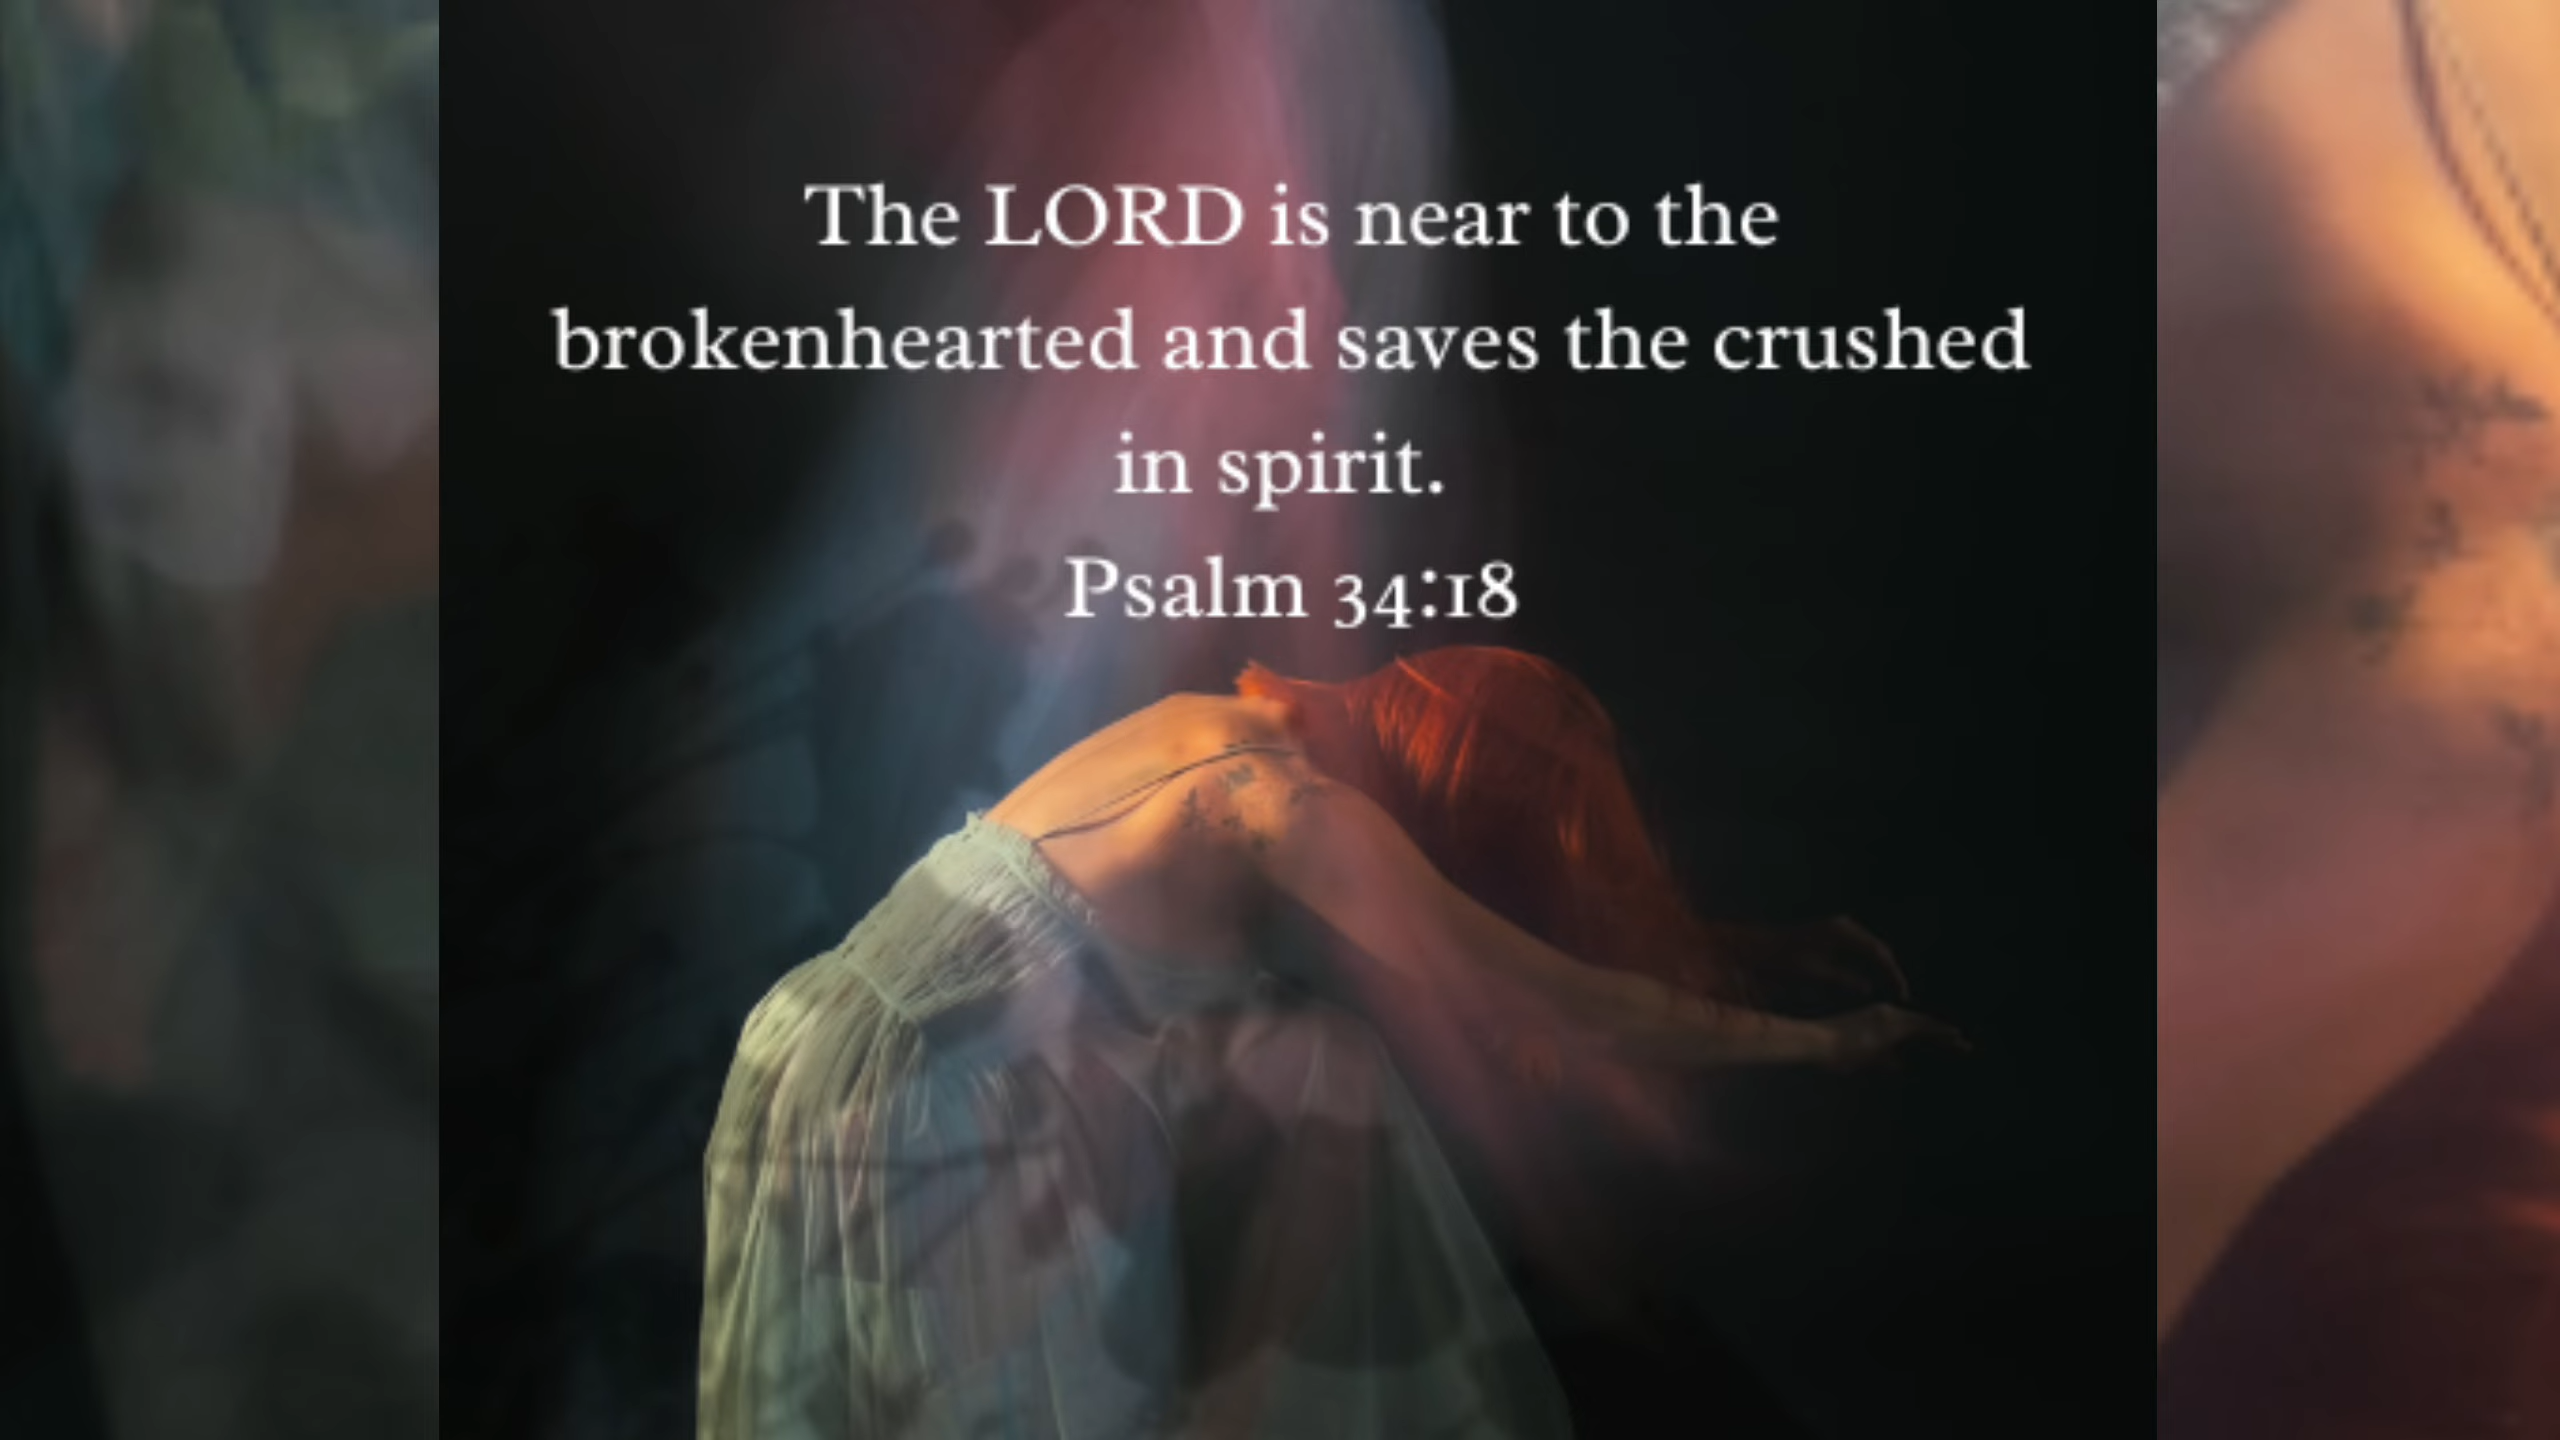 The LORD is near to the
brokenhearted and saves the crushed
in spirit.
Psalm 34:18